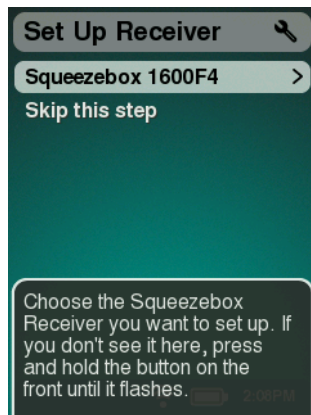 Set Up Receiver
Squeezebox 1600F4
Skip this step
Choose the Squeezebox
Receiver you want to set up. If
you don't see it here, press
and hold the button on the
front until it flashes.
2:06PM